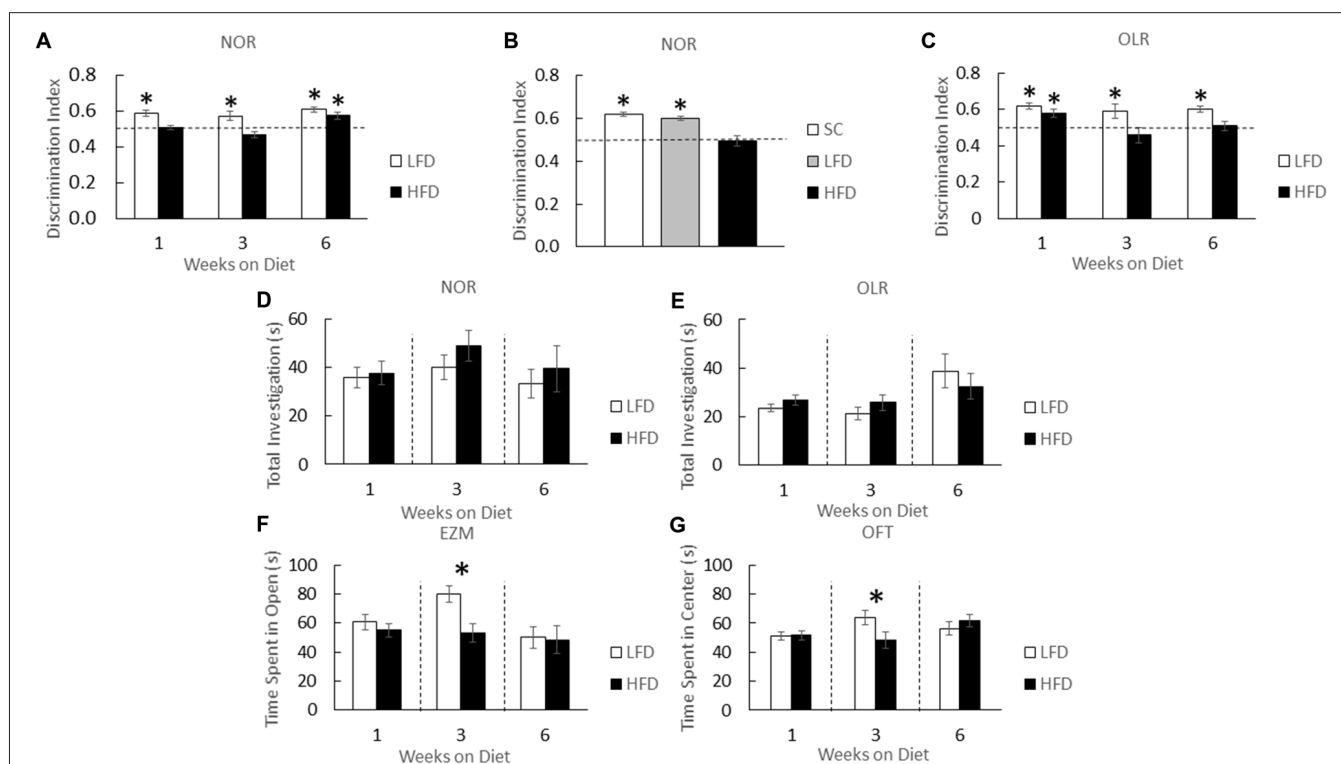 A
NOR
Discrimination Index
0.8
0.6
0.4
0.2
0.0
* * * *
1 3 6
Weeks on Diet
LFD
HFD
B
NOR
Discrimination Index
0.8
0.6
0.4
0.2
0.0
* *
SC
LFD
HFD
C
OLR
Discrimination Index
0.8
0.6
0.4
0.2
0
* * * *
1 3 6
Weeks on Diet
LFD
HFD
D
NOR
Total Investigation (s)
60
40
20
0
1 3 6
Weeks on Diet
LFD
HFD
E
OLR
Total Investigation (s)
60
40
20
0
1 3 6
Weeks on Diet
LFD
HFD
F
EZM
Time Spent in Open (s)
100
80
60
40
20
0
*
1 3 6
Weeks on Diet
LFD
HFD
G
OFT
Time Spent in Center (s)
100
80
60
40
20
0
*
1 3 6
Weeks on Diet
LFD
HFD